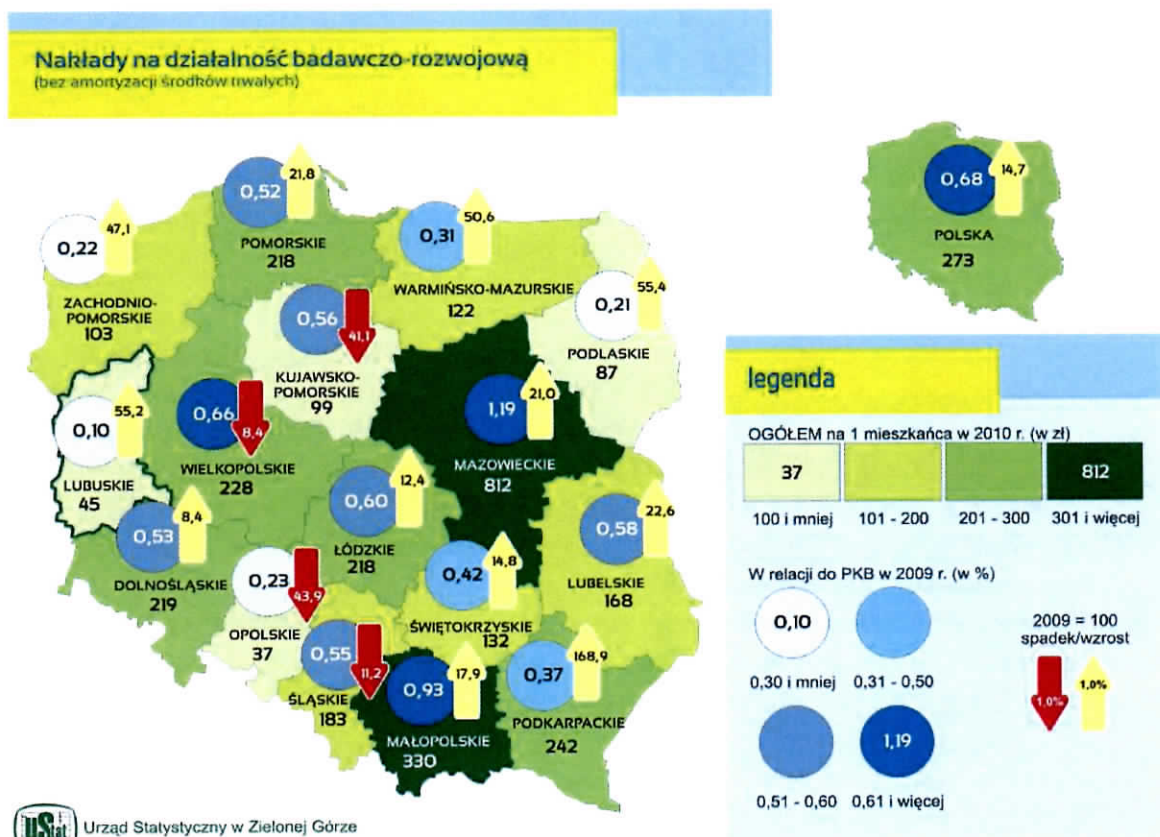 Nakłady na działalność badawczo-rozwojową
(bez amortyzacji środków trwałych)
0,52
21,8
POMORSKIE
218
0,22
47,1
ZACHODNIO-
POMORSKIE
103
0,31
50,6
WARMIŃSKO-MAZURSKIE
122
0,21
55,4
PODLASKIE
87
0,56
41,1
KUJAWSKO-
POMORSKIE
99
0,10
55,2
LUBUSKIE
45
0,66
8,4
WIELKOPOLSKIE
228
1,19
21,0
MAZOWIECKIE
812
0,60
12,4
ŁÓDZKIE
218
0,53
8,4
DOLNOŚLĄSKIE
219
0,58
22,6
LUBELSKIE
168
0,23
43,9
OPOLSKIE
37
0,42
14,8
ŚWIĘTOKRZYSKIE
132
0,55
11,2
ŚLĄSKIE
183
0,93
17,9
MAŁOPOLSKIE
330
0,37
168,9
PODKARPACKIE
242
0,68
14,7
POLSKA
273
legenda
OGÓŁEM na 1 mieszkańca w 2010 r. (w zł)
37
812
100 i mniej 101 - 200 201 - 300 301 i więcej
W relacji do PKB w 2009 r. (w %)
0,10
0,30 i mniej 0,31 - 0,50
1,19
0,51 - 0,60 0,61 i więcej
2009 = 100
spadek/wzrost
1,0%
1,0%
UStat Urząd Statystyczny w Zielonej Górze